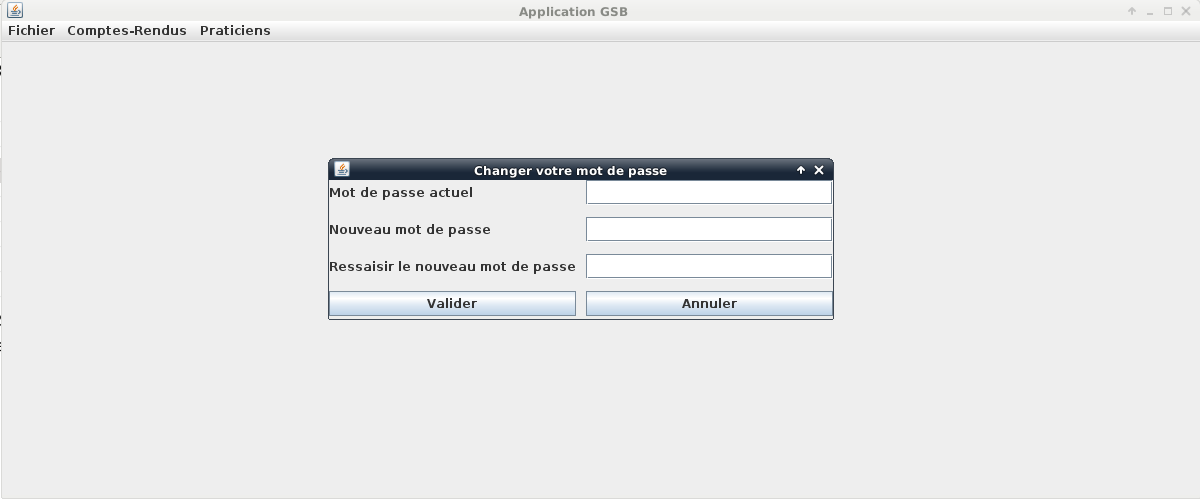 Application GSB
Fichier Comptes-Rendus Praticiens
Changer votre mot de passe
Mot de passe actuel
Nouveau mot de passe
Ressaisir le nouveau mot de passe
Valider Annuler